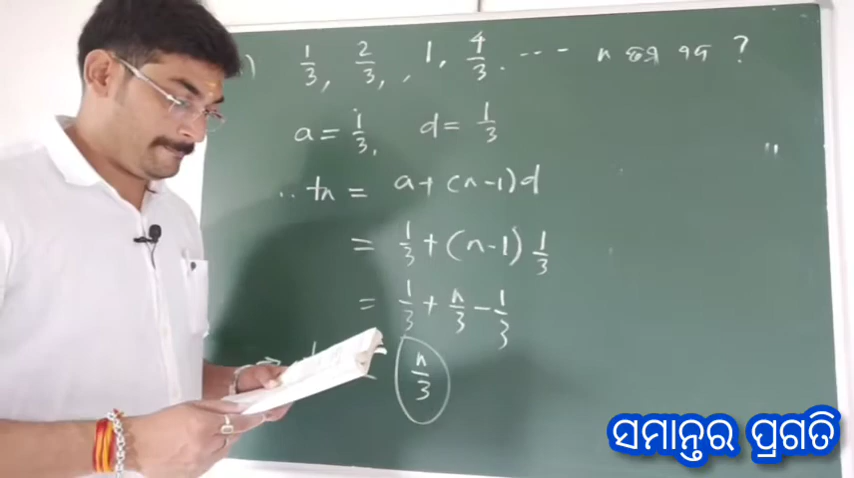 ) 1/3, 2/3, , 1, 4/3. ---- n ତମ ପଦ ?
a = 1/3, d = 1/3
∴ tn = a + (n-1) d
= 1/3 + (n-1) 1/3
= 1/3 + n/3 - 1/3
= n/3
ସମାନ୍ତର ପ୍ରଗତି